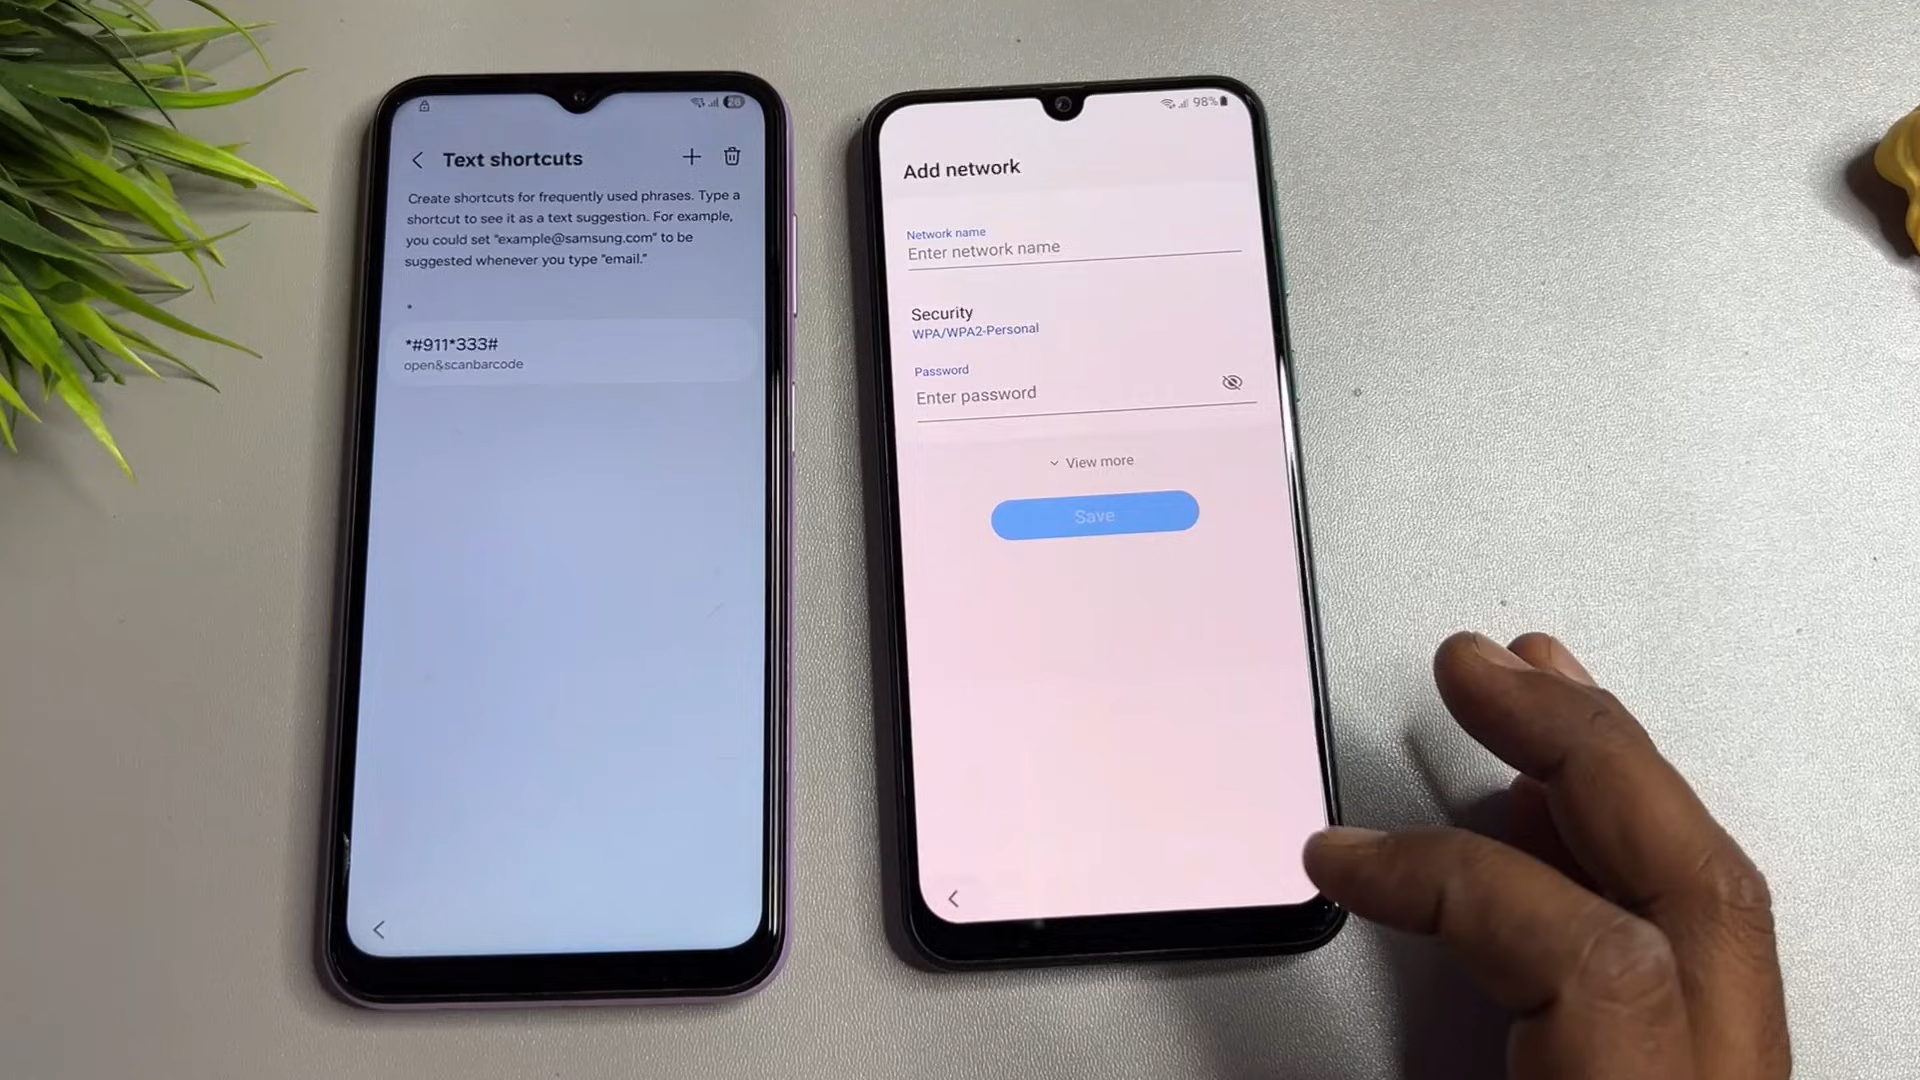 26
Text shortcuts
Create shortcuts for frequently used phrases. Type a
shortcut to see it as a text suggestion. For example,
you could set "example@samsung.com" to be
suggested whenever you type "email."
*
*#911*333#
open&scanbarcode
98%
Add network
Network name
Enter network name
Security
WPA/WPA2-Personal
Password
Enter password
View more
Save